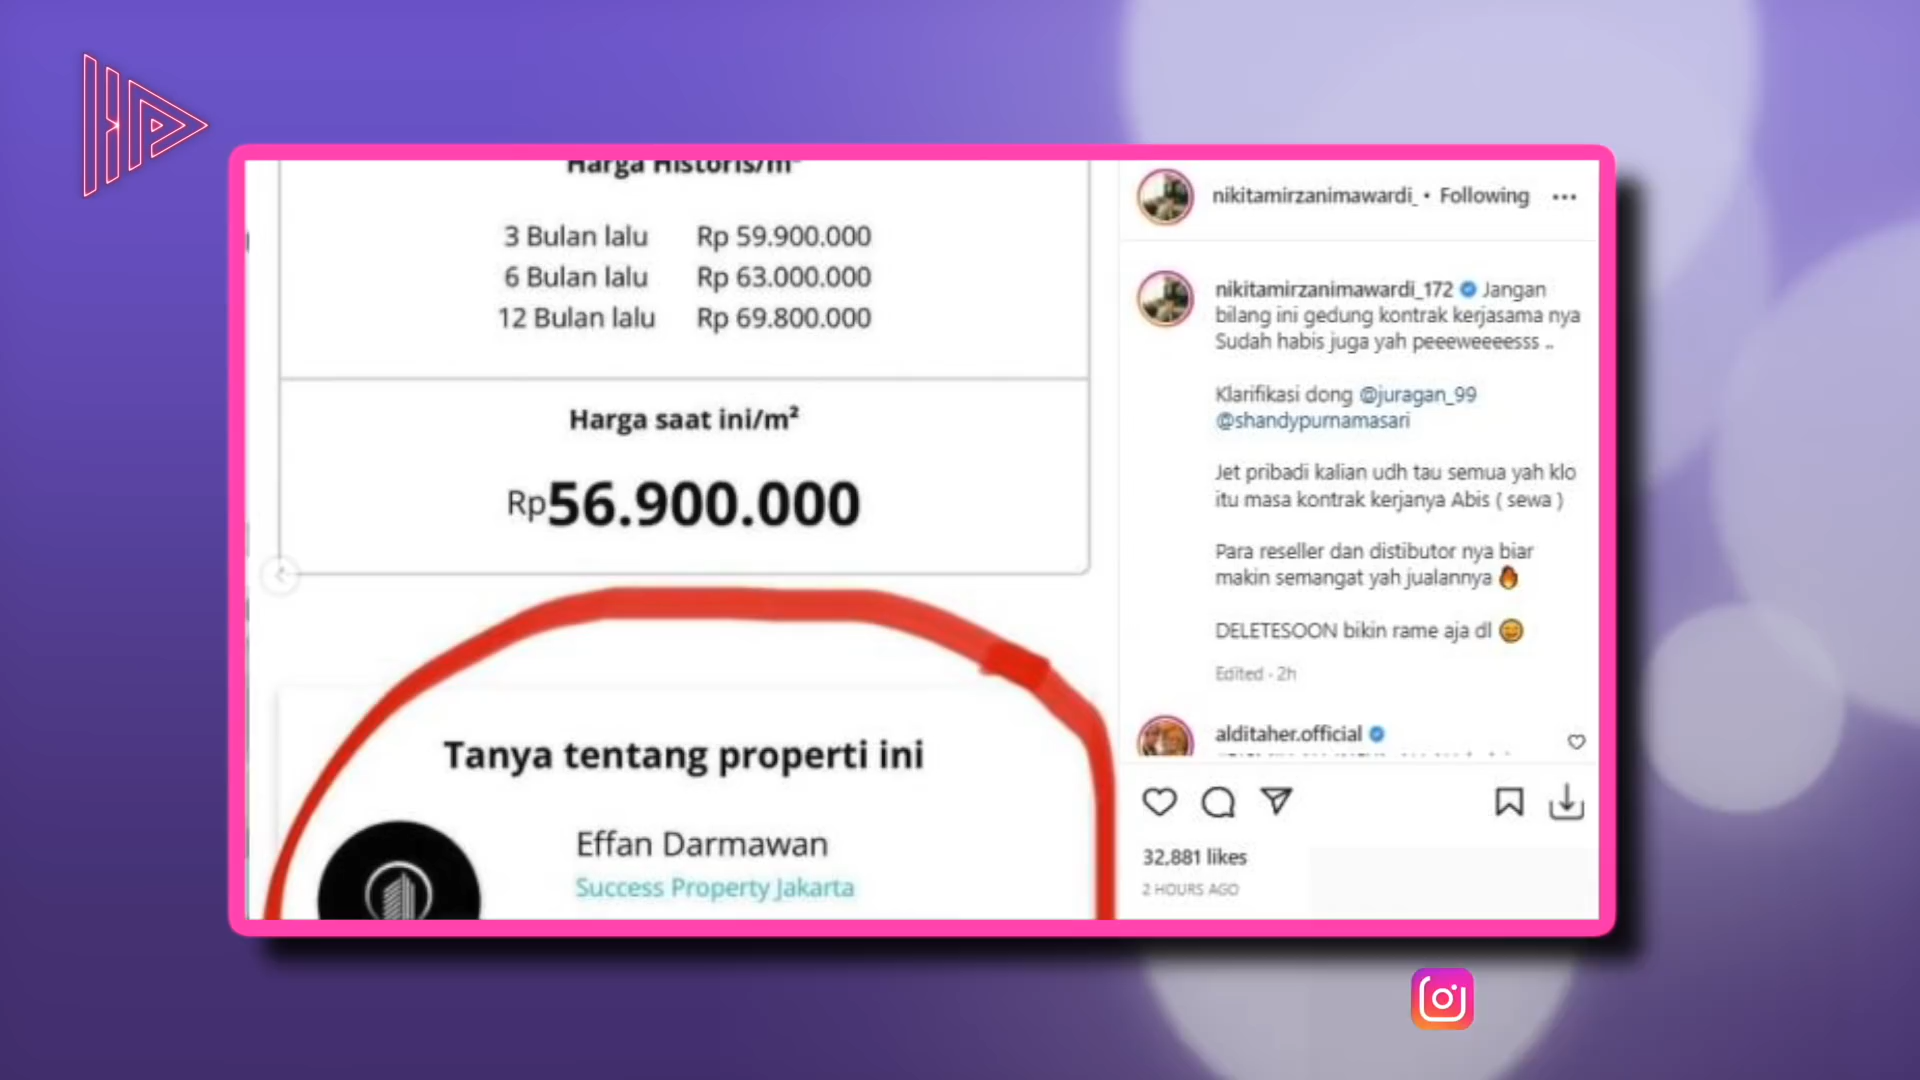 Harga Historis/m²
3 Bulan lalu Rp 59.900.000
6 Bulan lalu Rp 63.000.000
12 Bulan lalu Rp 69.800.000
Harga saat ini/m²
Rp56.900.000
Tanya tentang properti ini
Effan Darmawan
Success Property Jakarta
nikitamirzanimawardi_ • Following
nikitamirzanimawardi_172 Jangan
bilang ini gedung kontrak kerjasama nya
Sudah habis juga yah peeeweeeesss ..
Klarifikasi dong @juragan_99
@shandypurnamasari
Jet pribadi kalian udh tau semua yah klo
itu masa kontrak kerjanya Abis ( sewa )
Para reseller dan distibutor nya biar
makin semangat yah jualannya 🔥
DELETESOON bikin rame aja dl 😄
Edited · 2h
alditaher.official
32,881 likes
2 HOURS AGO